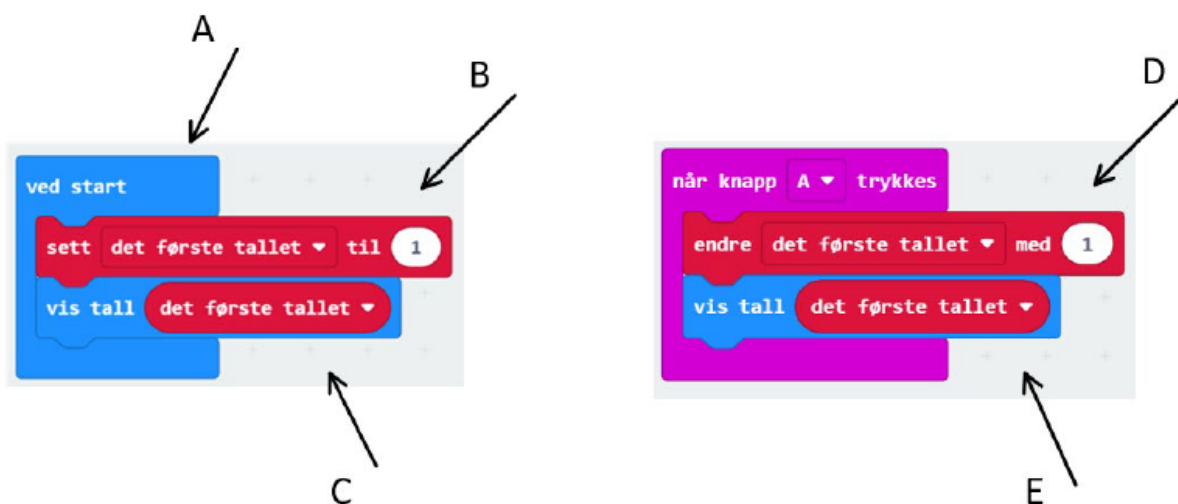 A
B
ved start
sett det første tallet til 1
vis tall det første tallet
C
D
når knapp A trykkes
endre det første tallet med 1
vis tall det første tallet
E